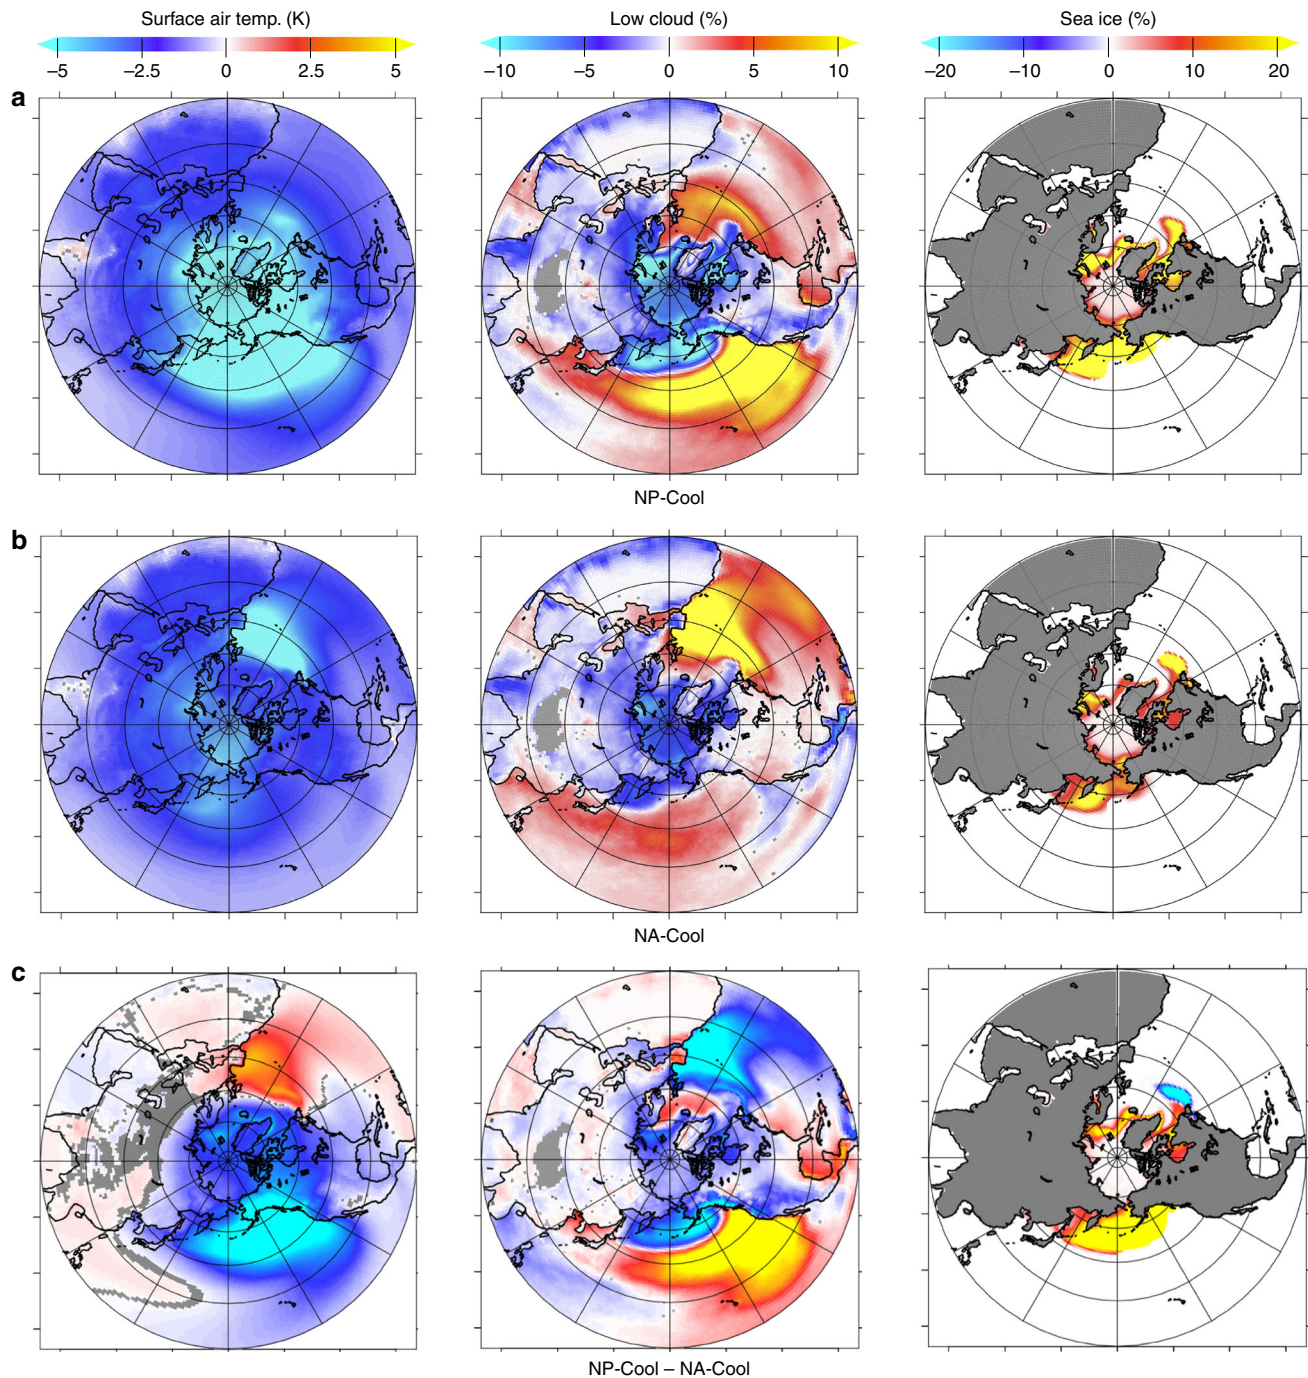 Surface air temp. (K)
Low cloud (%)
Sea ice (%)
−5 −2.5 0 2.5 5
−10 −5 0 5 10
−20 −10 0 10 20
a
NP-Cool
b
NA-Cool
c
NP-Cool – NA-Cool